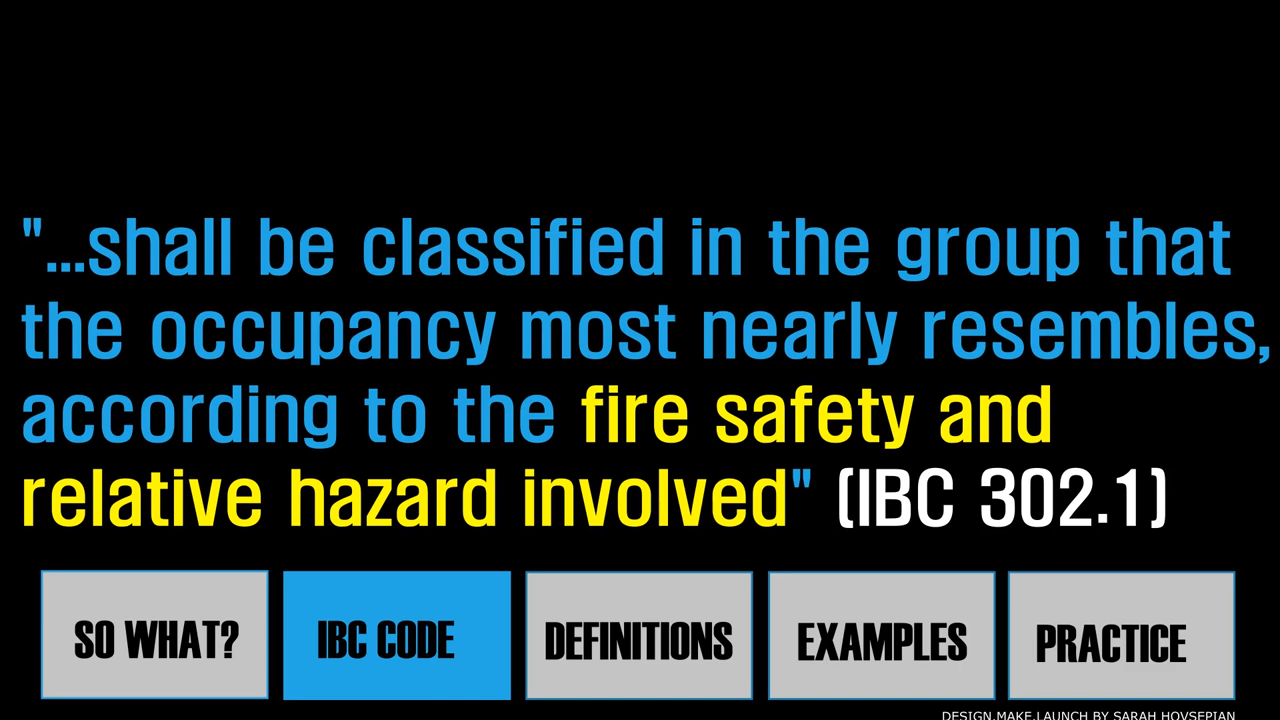 "...shall be classified in the group that
the occupancy most nearly resembles,
according to the fire safety and
relative hazard involved" (IBC 302.1)
SO WHAT? IBC CODE DEFINITIONS EXAMPLES PRACTICE
DESIGN.MAKE.LAUNCH BY SARAH HOVSEPIAN